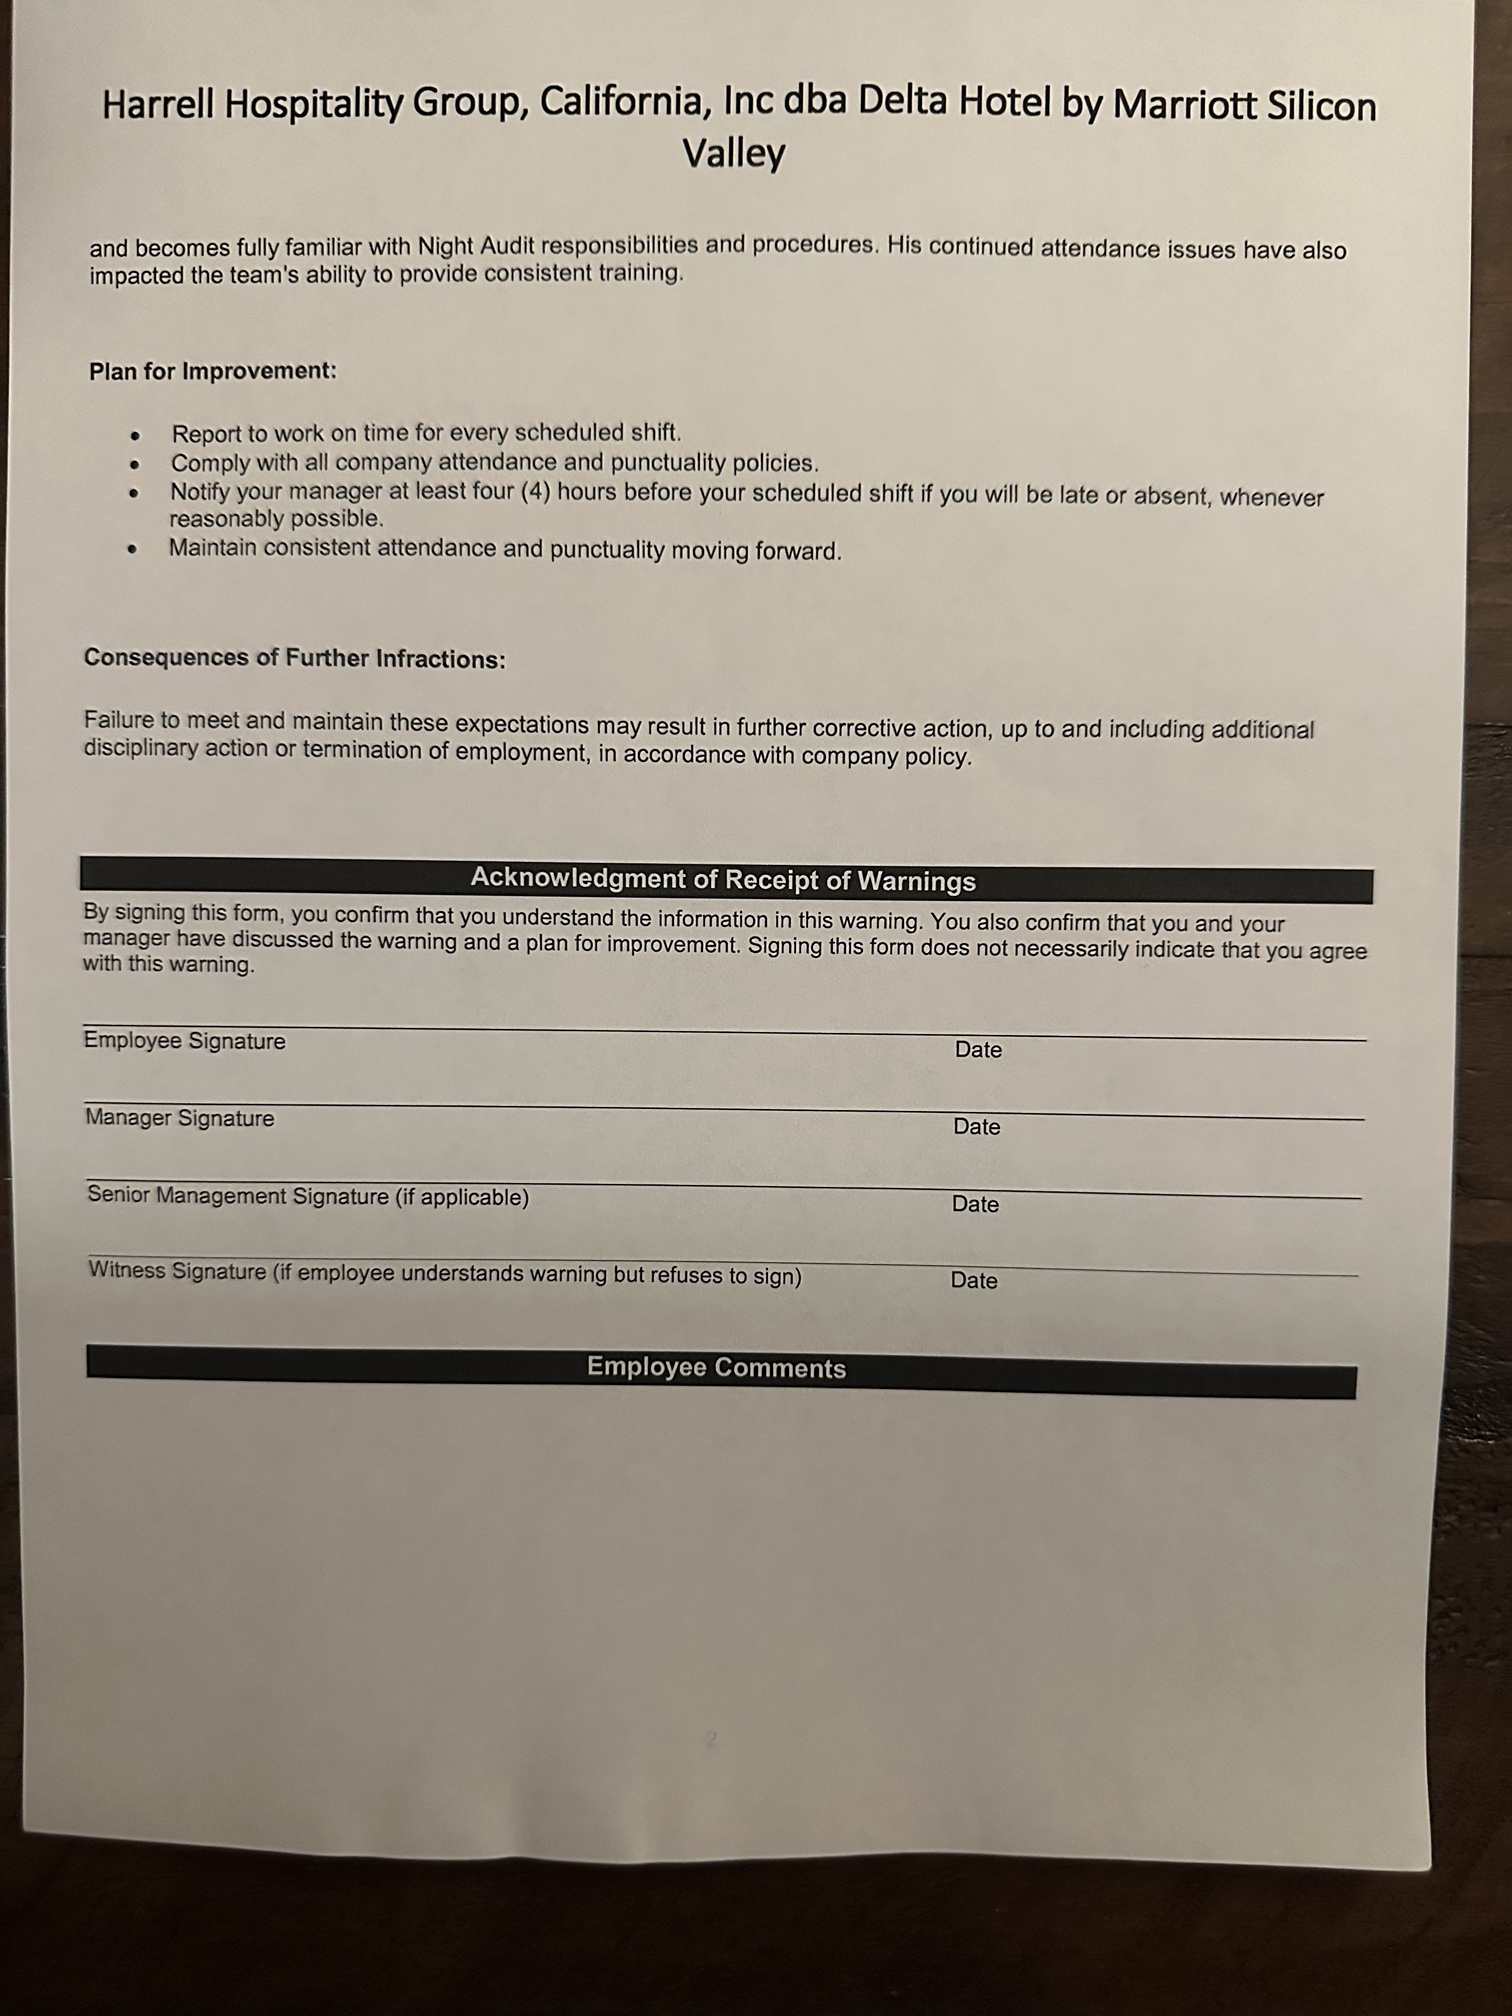 Harrell Hospitality Group, California, Inc dba Delta Hotel by Marriott Silicon
Valley
and becomes fully familiar with Night Audit responsibilities and procedures. His continued attendance issues have also
impacted the team's ability to provide consistent training.
Plan for Improvement:
• Report to work on time for every scheduled shift.
• Comply with all company attendance and punctuality policies.
• Notify your manager at least four (4) hours before your scheduled shift if you will be late or absent, whenever
reasonably possible.
• Maintain consistent attendance and punctuality moving forward.
Consequences of Further Infractions:
Failure to meet and maintain these expectations may result in further corrective action, up to and including additional
disciplinary action or termination of employment, in accordance with company policy.
Acknowledgment of Receipt of Warnings
By signing this form, you confirm that you understand the information in this warning. You also confirm that you and your
manager have discussed the warning and a plan for improvement. Signing this form does not necessarily indicate that you agree
with this warning.
Employee Signature Date
Manager Signature Date
Senior Management Signature (if applicable) Date
Witness Signature (if employee understands warning but refuses to sign) Date
Employee Comments
2